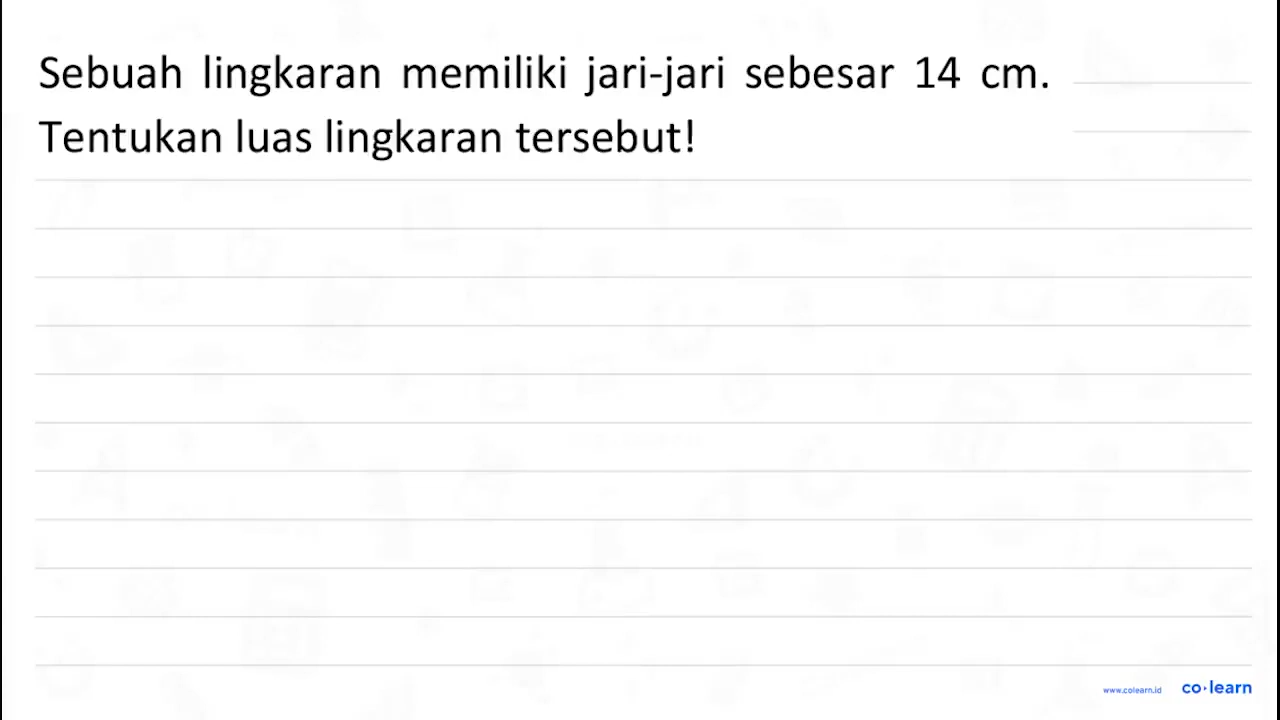 Sebuah lingkaran memiliki jari-jari sebesar 14 cm.
Tentukan luas lingkaran tersebut!
www.colearn.id co·learn